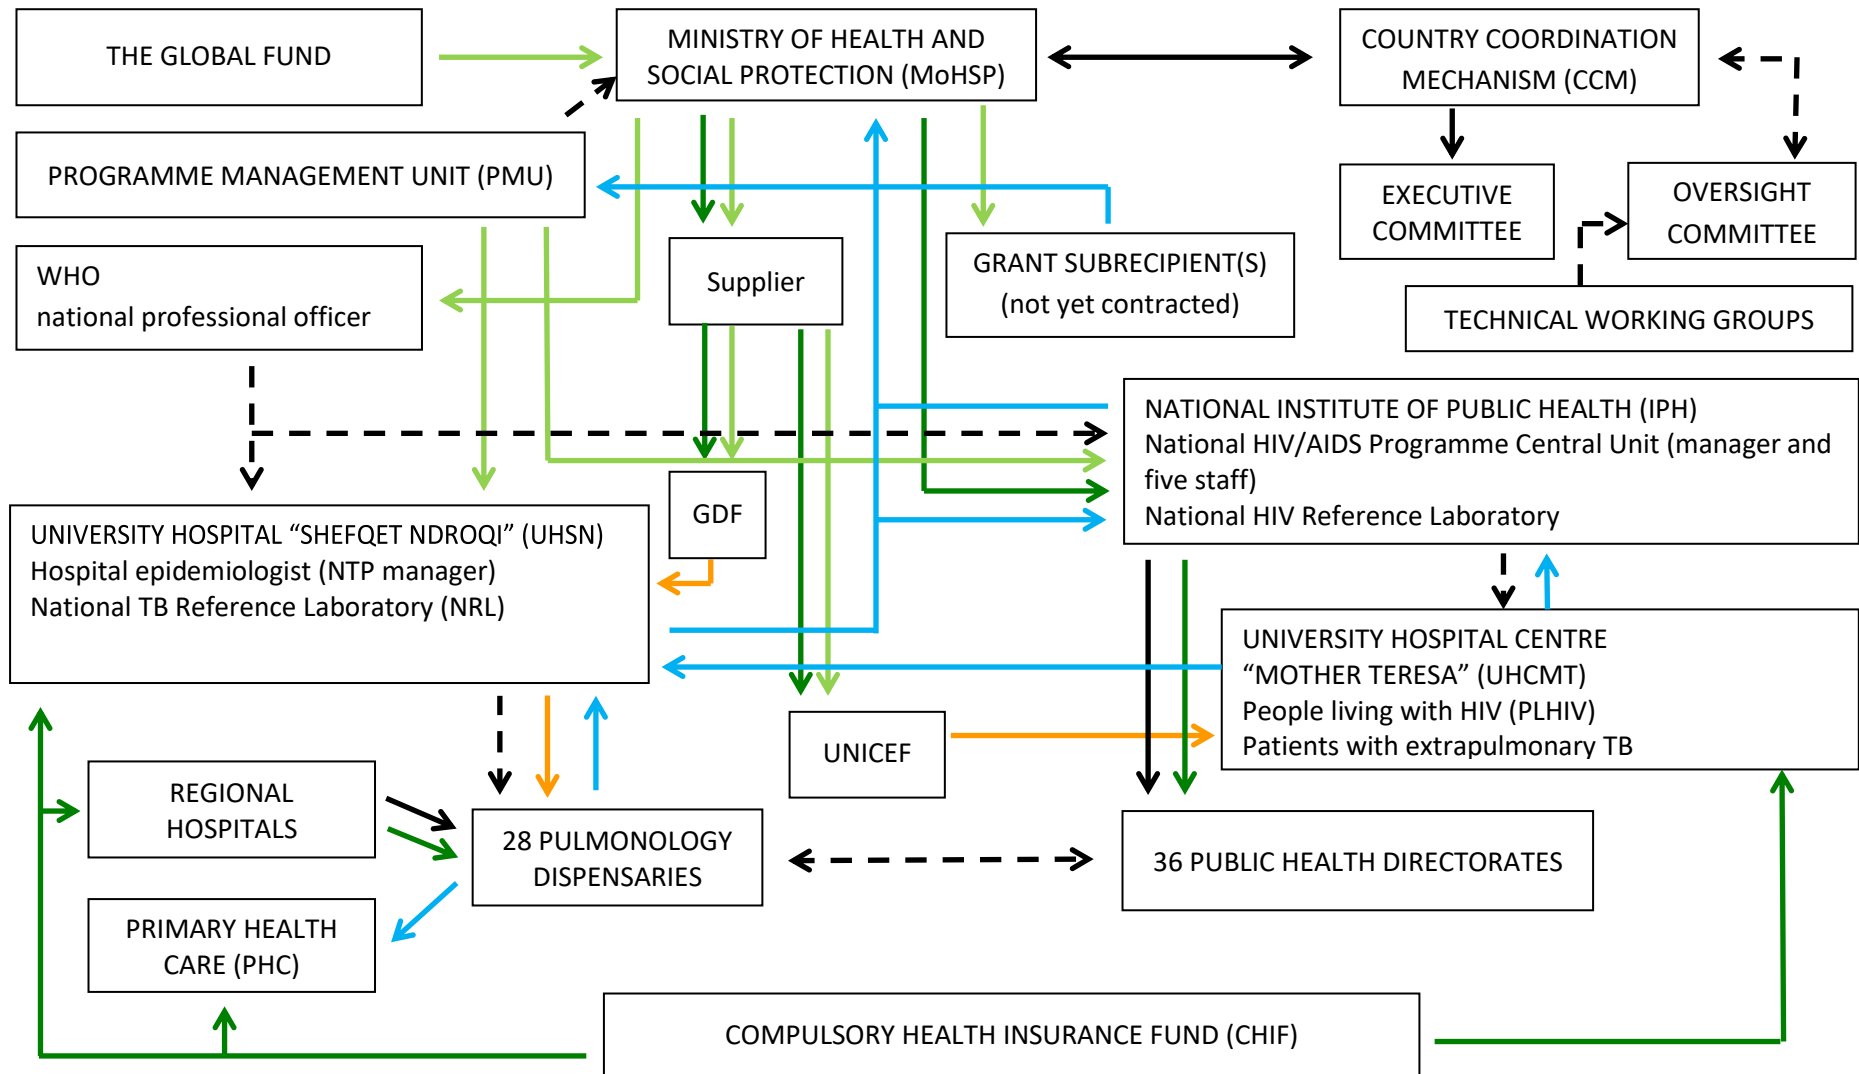 THE GLOBAL FUND
MINISTRY OF HEALTH AND
SOCIAL PROTECTION (MoHSP)
COUNTRY COORDINATION
MECHANISM (CCM)
PROGRAMME MANAGEMENT UNIT (PMU)
EXECUTIVE
COMMITTEE
OVERSIGHT
COMMITTEE
WHO
national professional officer
Supplier
GRANT SUBRECIPIENT(S)
(not yet contracted)
TECHNICAL WORKING GROUPS
NATIONAL INSTITUTE OF PUBLIC HEALTH (IPH)
National HIV/AIDS Programme Central Unit (manager and
five staff)
National HIV Reference Laboratory
GDF
UNIVERSITY HOSPITAL “SHEFQET NDROQI” (UHSN)
Hospital epidemiologist (NTP manager)
National TB Reference Laboratory (NRL)
UNIVERSITY HOSPITAL CENTRE
“MOTHER TERESA” (UHCMT)
People living with HIV (PLHIV)
Patients with extrapulmonary TB
UNICEF
REGIONAL
HOSPITALS
28 PULMONOLOGY
DISPENSARIES
36 PUBLIC HEALTH DIRECTORATES
PRIMARY HEALTH
CARE (PHC)
COMPULSORY HEALTH INSURANCE FUND (CHIF)